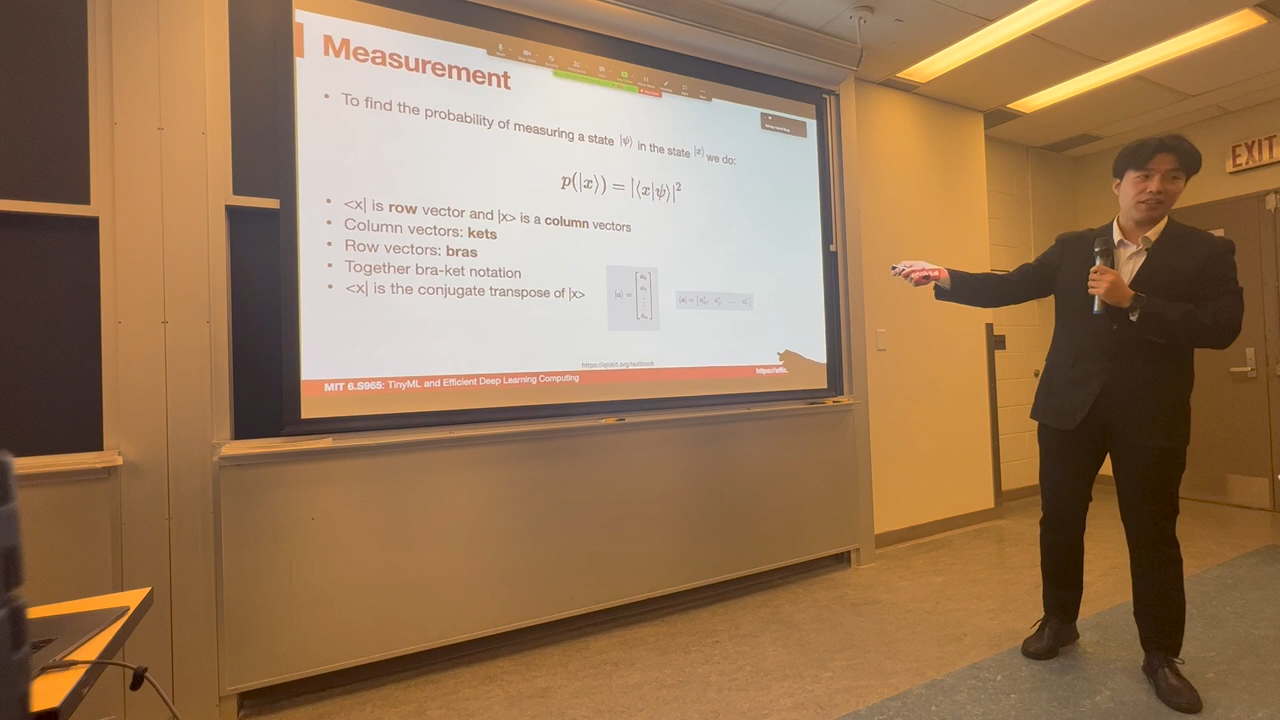 Measurement
• To find the probability of measuring a state |ψ⟩ in the state |x⟩ we do:
p(|x⟩) = |⟨x|ψ⟩|²
• <x| is row vector and |x> is a column vectors
• Column vectors: kets
• Row vectors: bras
• Together bra-ket notation
• <x| is the conjugate transpose of |x>
https://qiskit.org/textbook
MIT 6.S965: TinyML and Efficient Deep Learning Computing
EXIT